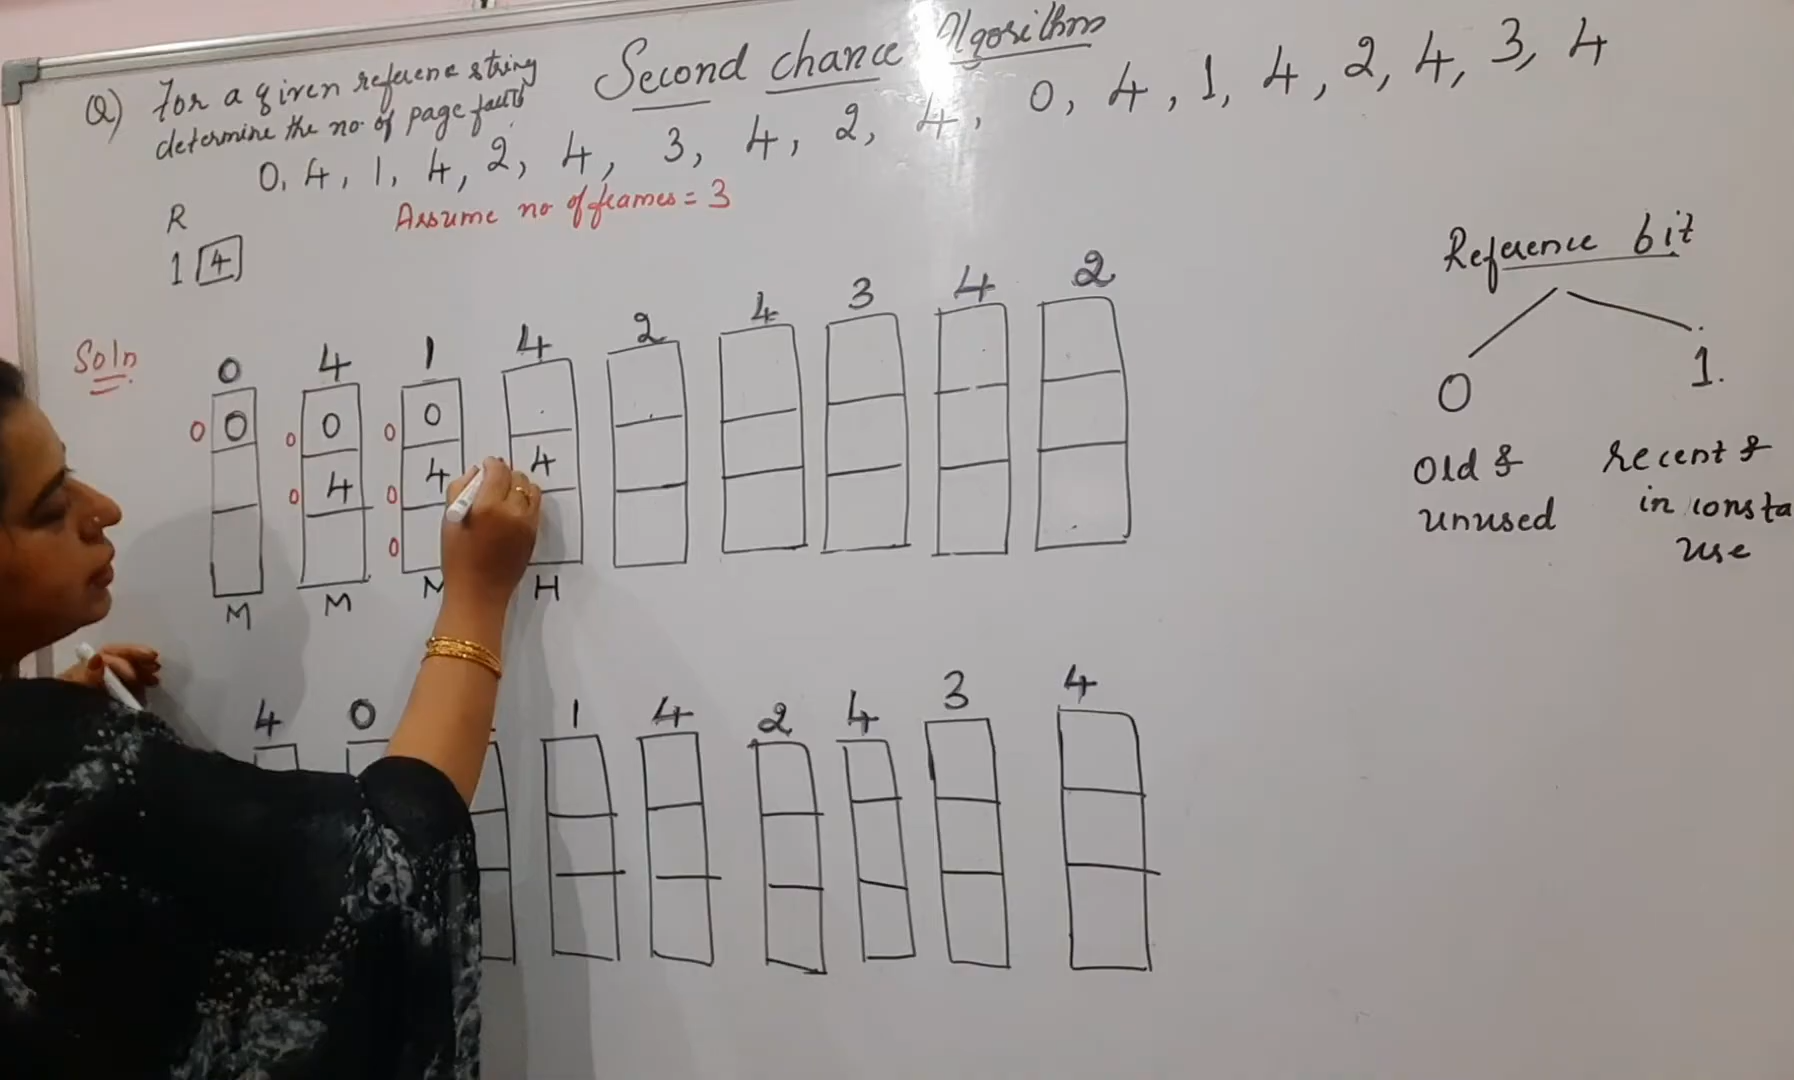 Second chance Algorithm
Q) For a given reference string
determine the no. of page faults
0, 4, 1, 4, 2, 4, 3, 4, 2, 4, 0, 4, 1, 4, 2, 4, 3, 4
Assume no of frames = 3
R
1 4
Reference bit
0 1.
Old & recent &
unused in consta
use
Soln
0 4 1 4 2 4 3 4 2
0 0 0 0 0 0
0 4 0 4 4
0
M M H
4 0 1 4 2 4 3 4